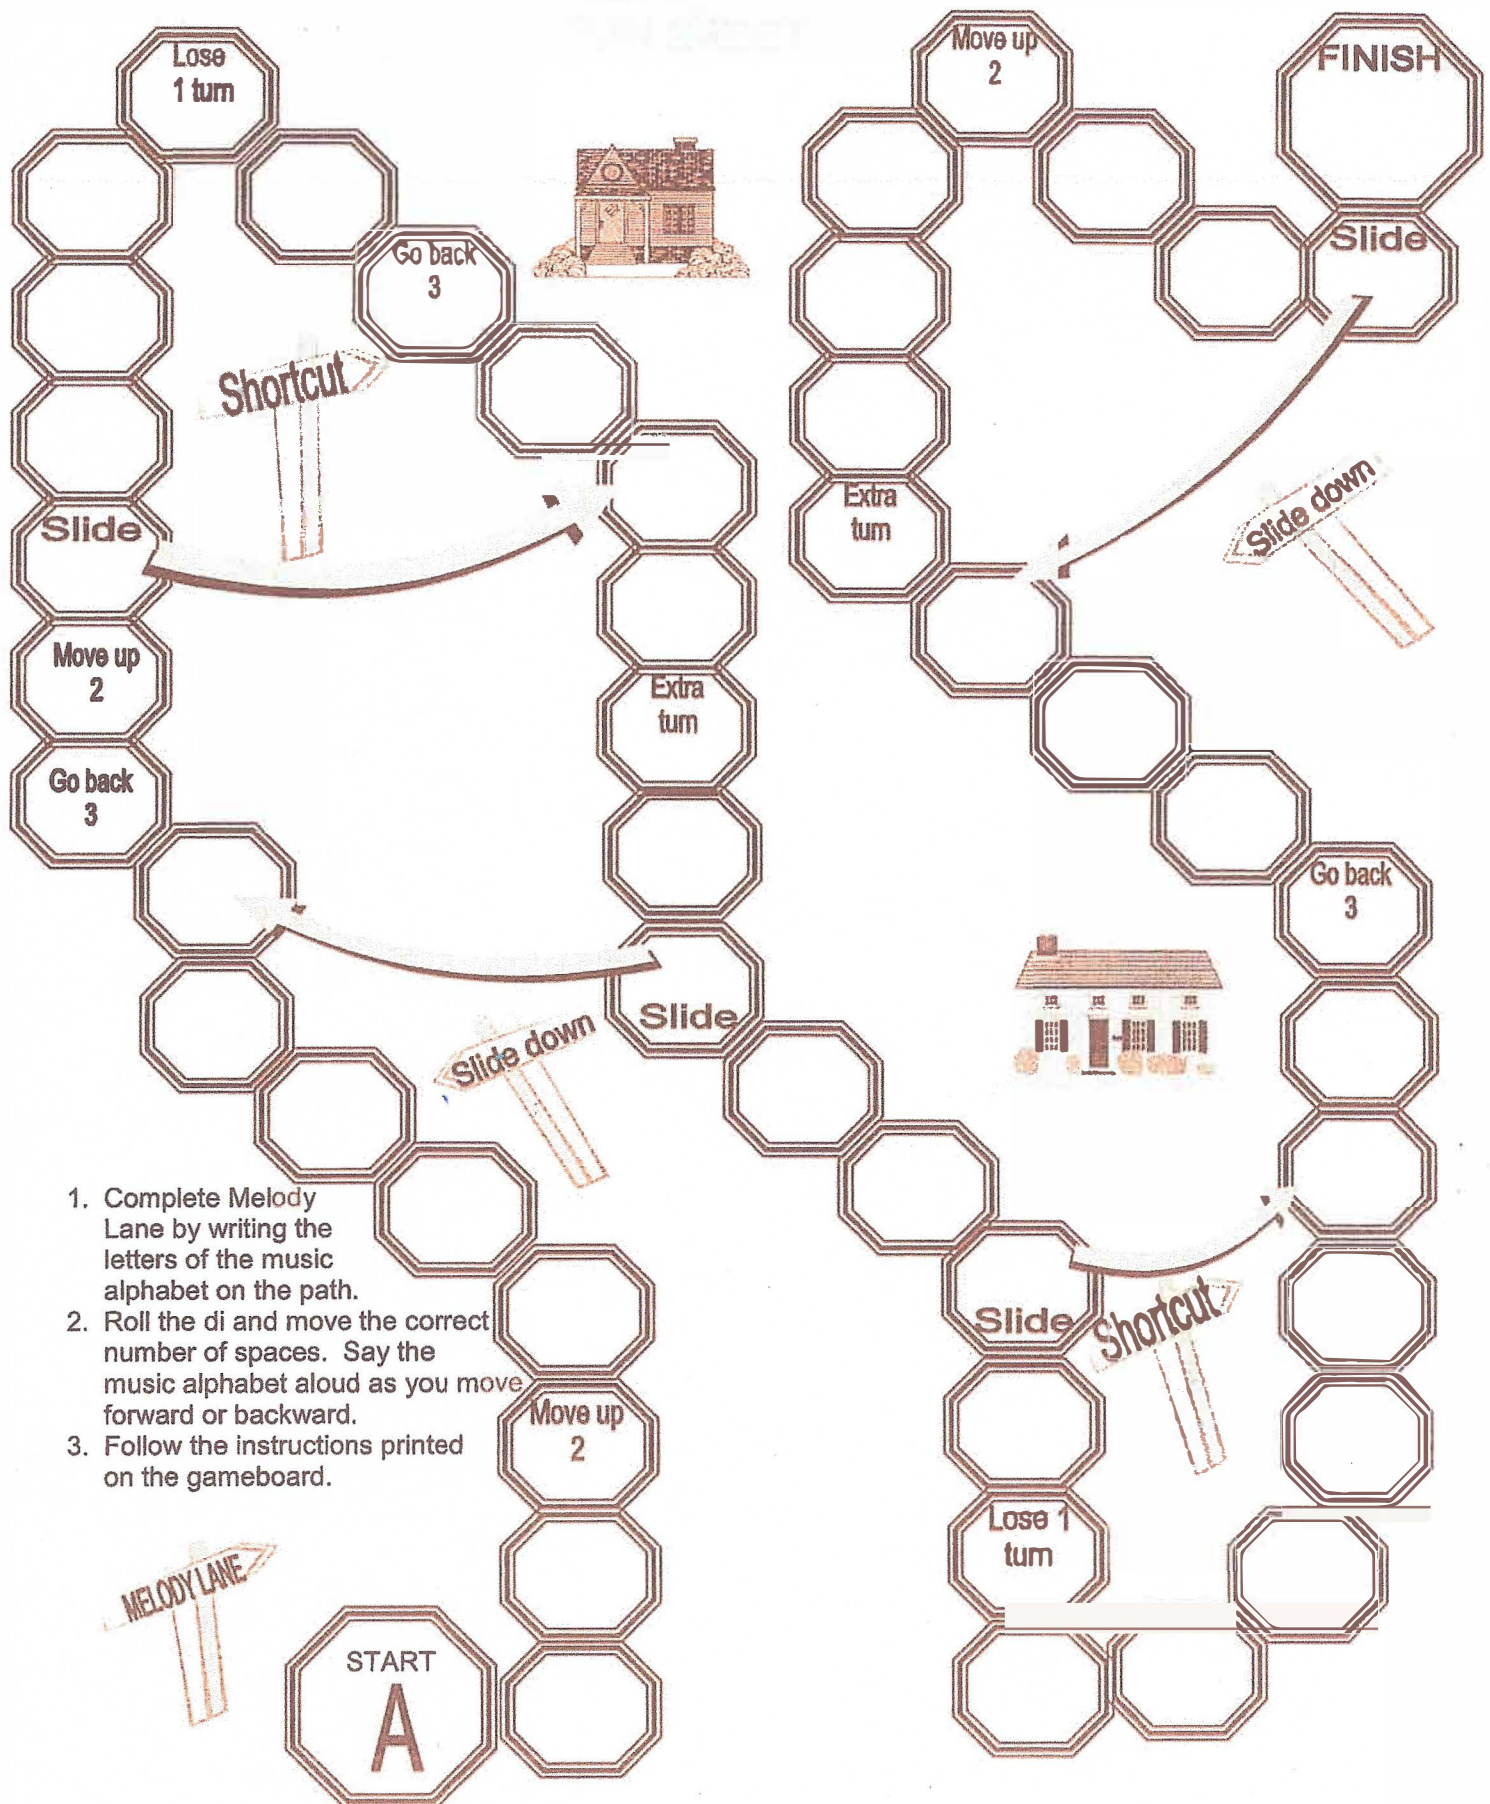 Lose
1 turn
Move up
2
FINISH
Slide
Go back
3
Shortcut
Slide
Extra
turn
Extra
turn
Slide down
Move up
2
Go back
3
Go back
3
Slide
Slide down
Slide
Shortcut
1. Complete Melody
Lane by writing the
letters of the music
alphabet on the path.
2. Roll the di and move the correct
number of spaces. Say the
music alphabet aloud as you move
forward or backward.
3. Follow the instructions printed
on the gameboard.
Move up
2
Lose 1
turn
MELODY LANE
START
A